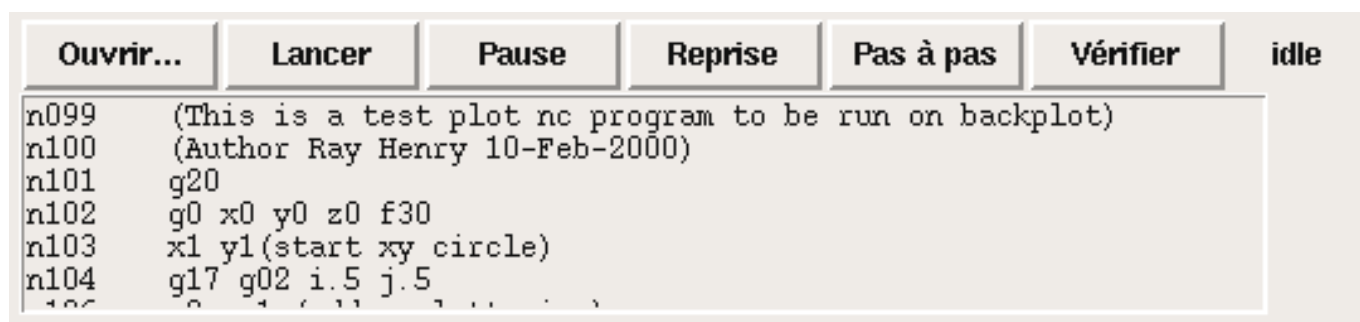 Ouvrir... Lancer Pause Reprise Pas à pas Vérifier idle
n099 (This is a test plot nc program to be run on backplot)
n100 (Author Ray Henry 10-Feb-2000)
n101 g20
n102 g0 x0 y0 z0 f30
n103 x1 y1(start xy circle)
n104 g17 g02 i.5 j.5